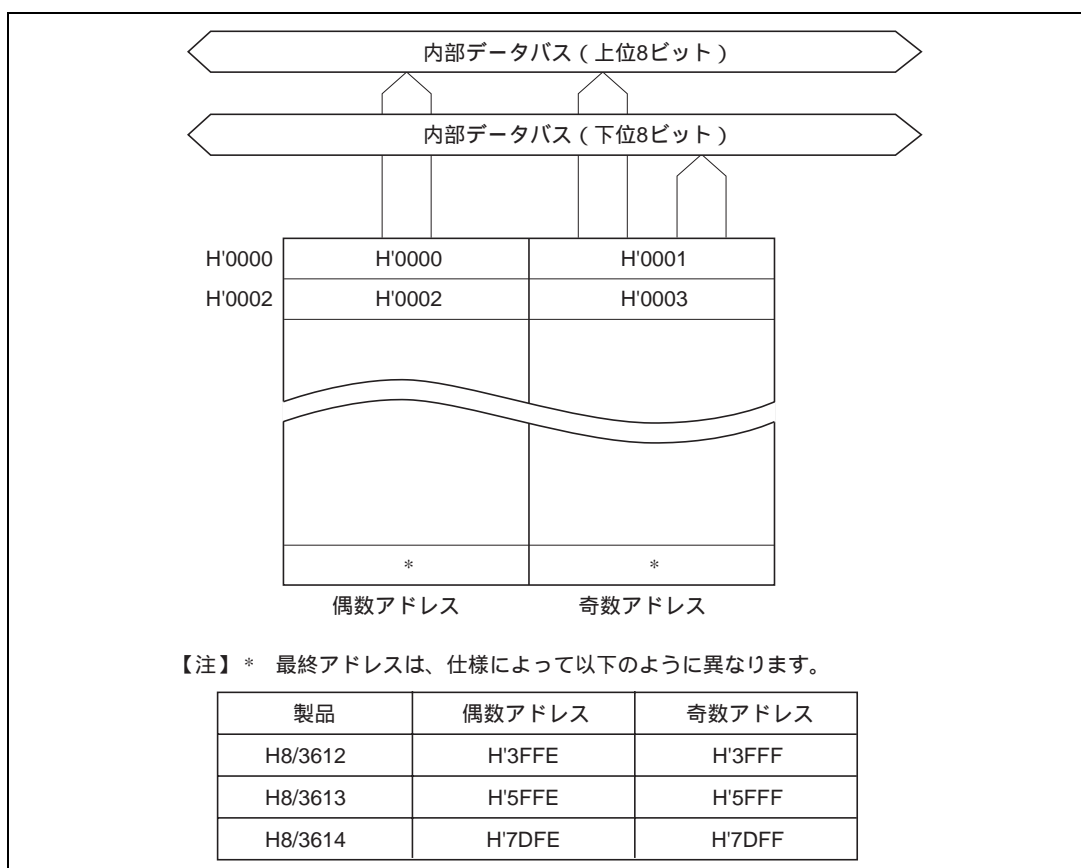 内部データバス(上位8ビット)
内部データバス(下位8ビット)
H'0000 H'0000 H'0001
H'0002 H'0002 H'0003
* *
偶数アドレス 奇数アドレス
【注】* 最終アドレスは、仕様によって以下のように異なります。
製品 偶数アドレス 奇数アドレス
H8/3612 H'3FFE H'3FFF
H8/3613 H'5FFE H'5FFF
H8/3614 H'7DFE H'7DFF